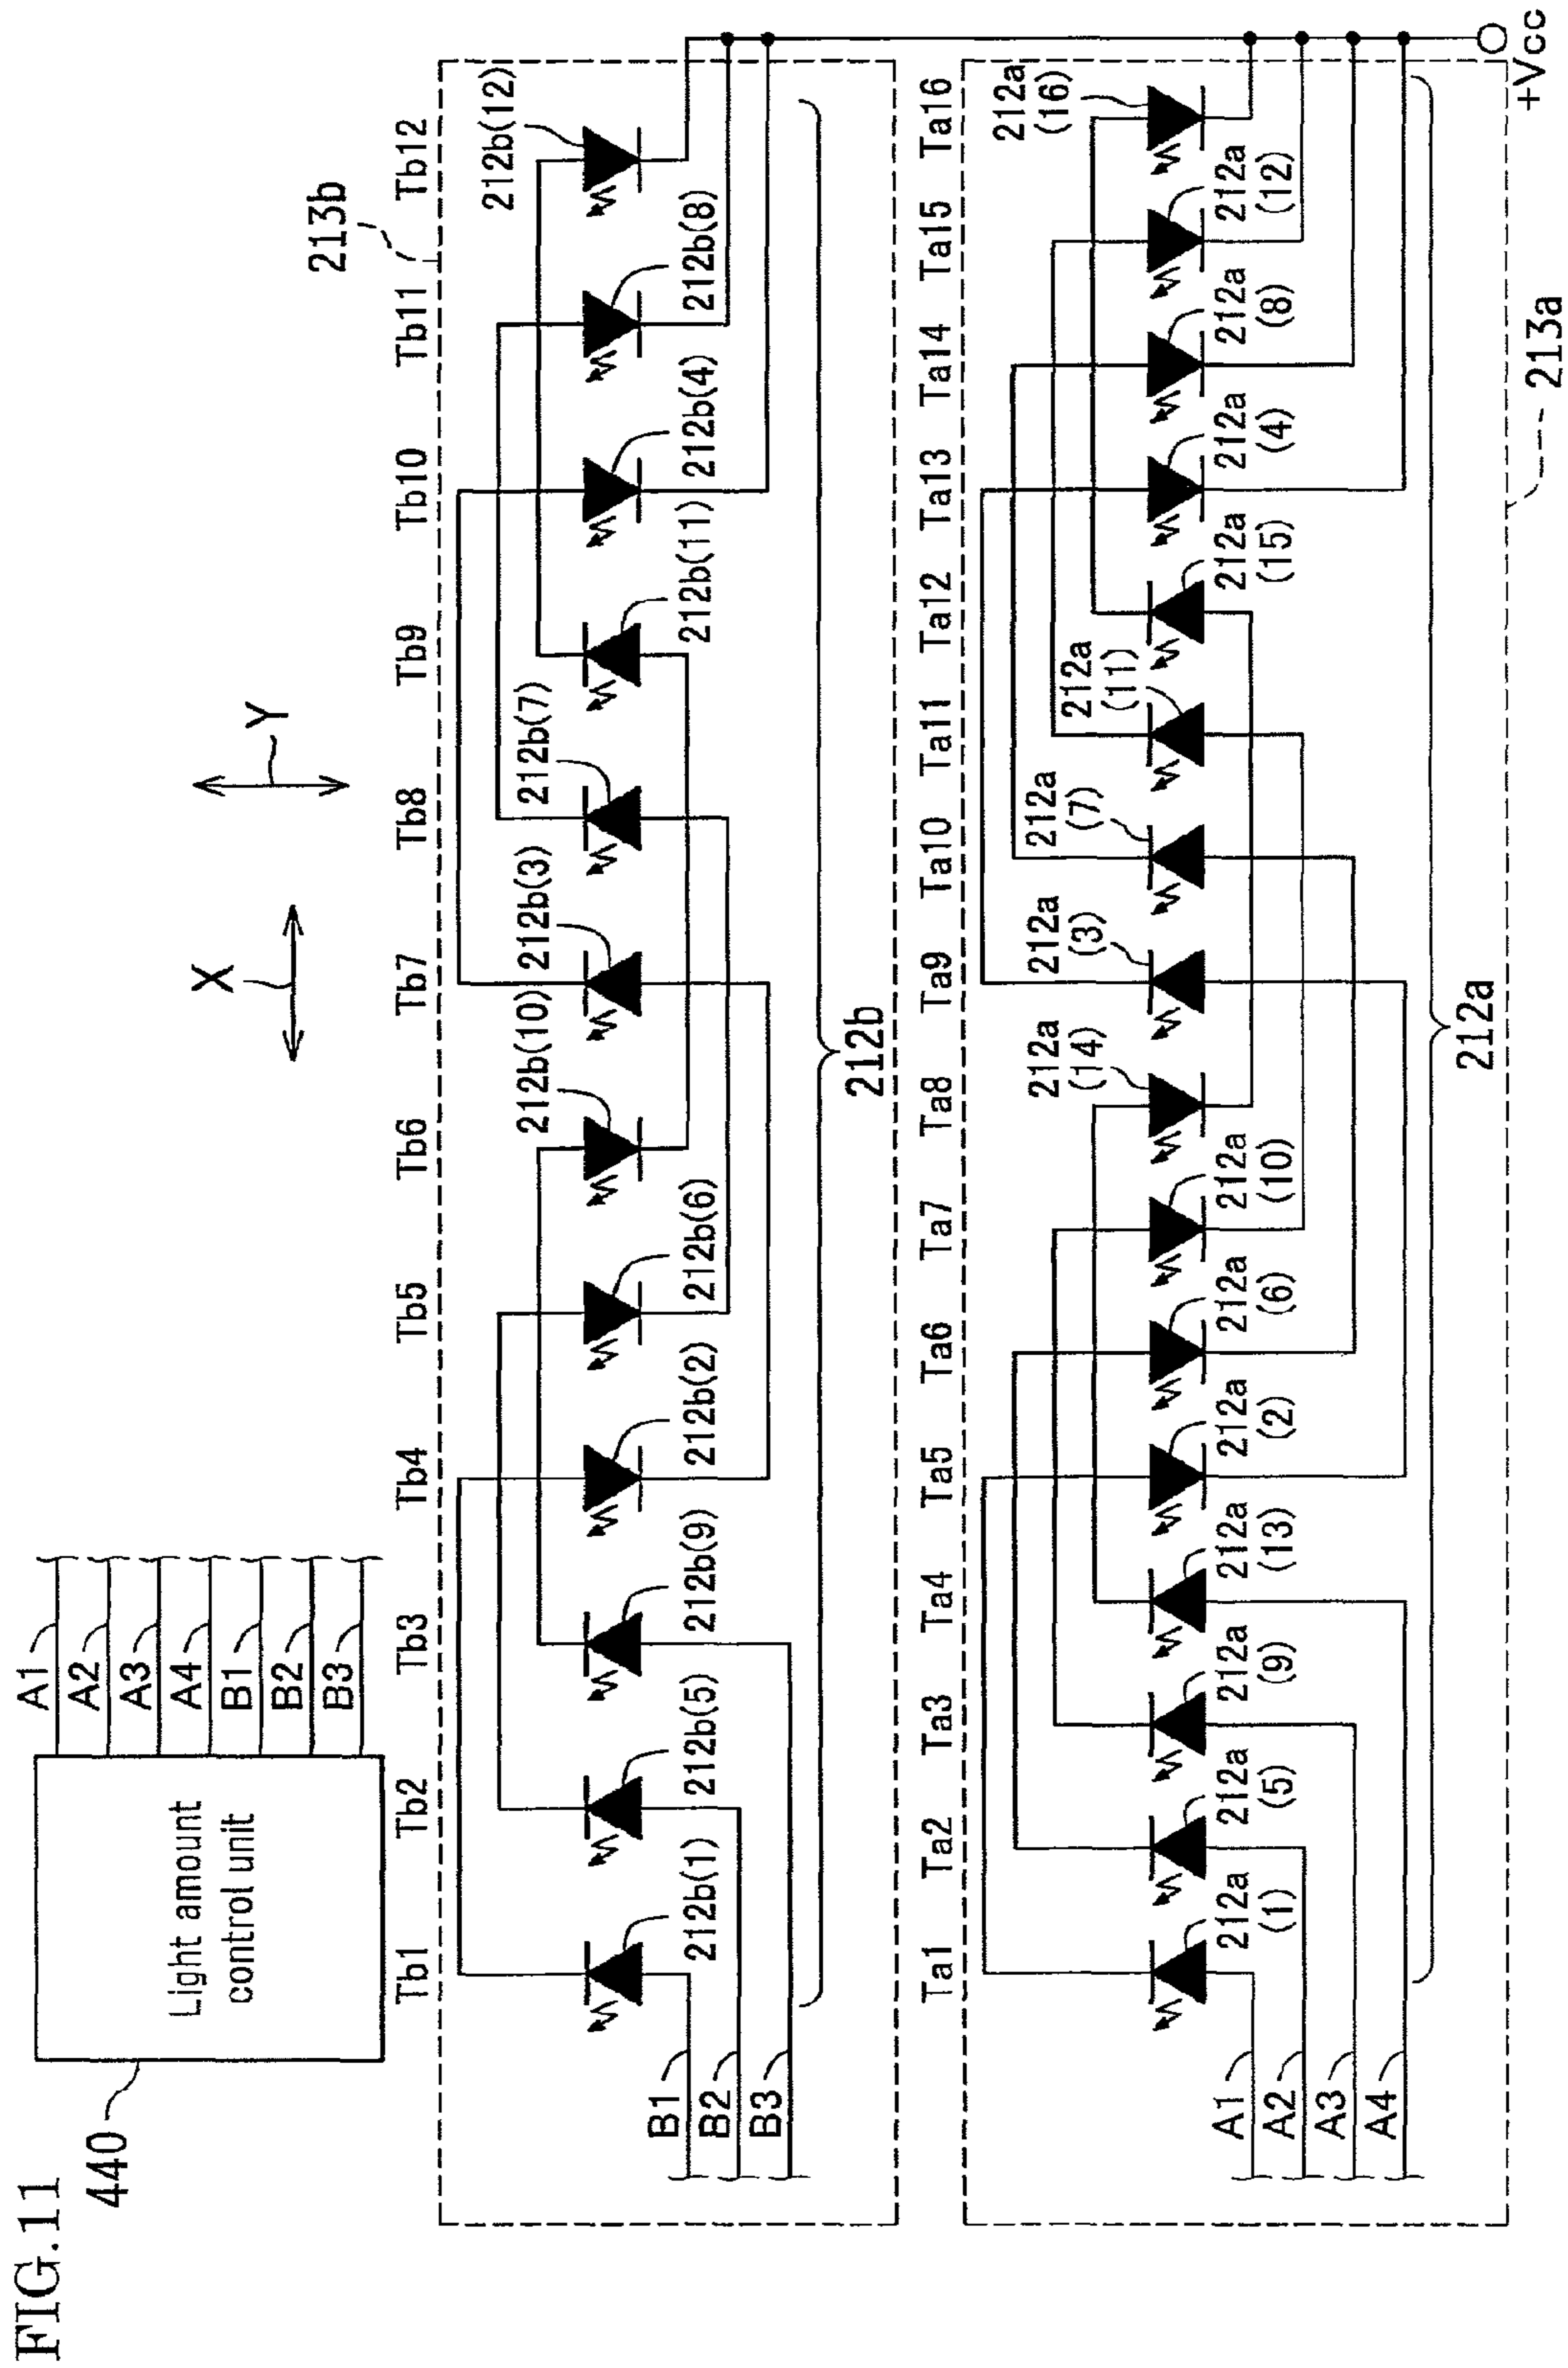 FIG.11
440
Light amount
control unit
A1
A2
A3
A4
B1
B2
B3
X
Y
213b
Tb1
Tb2
Tb3
Tb4
Tb5
Tb6
Tb7
Tb8
Tb9
Tb10
Tb11
Tb12
212b(1)
212b(5)
212b(9)
212b(2)
212b(6)
212b(10)
212b(3)
212b(7)
212b(11)
212b(4)
212b(8)
212b(12)
B1
B2
B3
212b
Ta1
Ta2
Ta3
Ta4
Ta5
Ta6
Ta7
Ta8
Ta9
Ta10
Ta11
Ta12
Ta13
Ta14
Ta15
Ta16
212a
(1)
212a
(5)
212a
(9)
212a
(13)
212a
(2)
212a
(6)
212a
(10)
212a
(14)
212a
(3)
212a
(7)
212a
(11)
212a
(15)
212a
(4)
212a
(8)
212a
(12)
212a
(16)
A1
A2
A3
A4
212a
213a
+Vcc